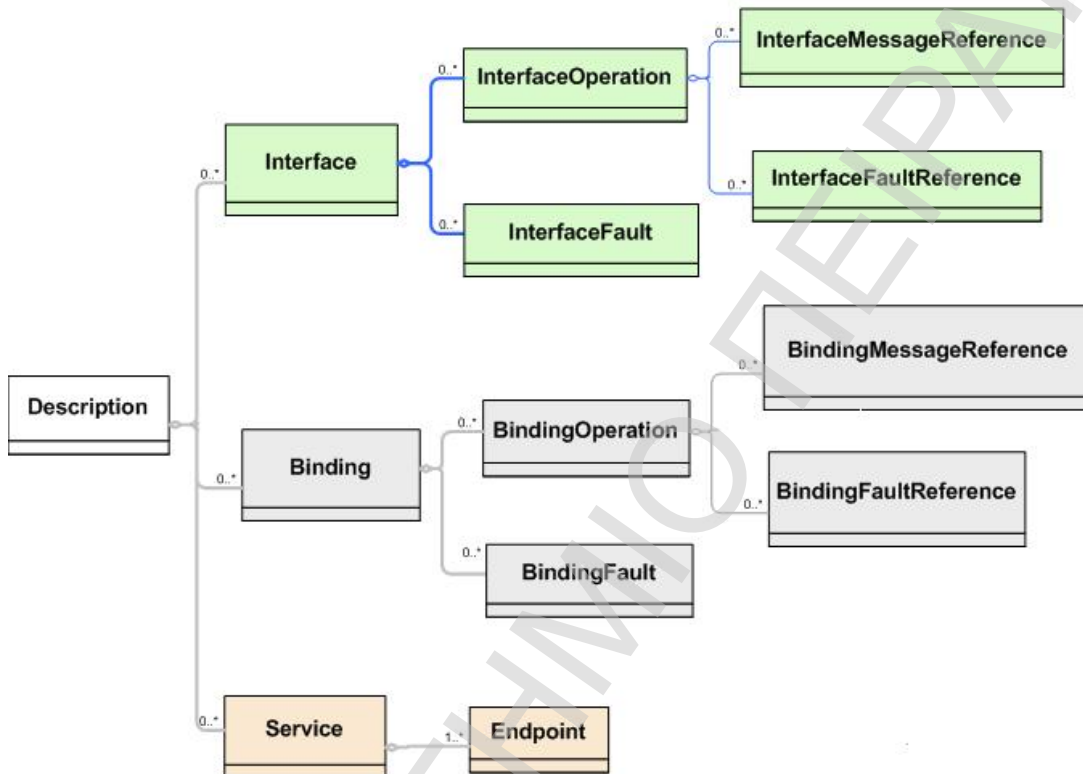 InterfaceMessageReference
0..*
InterfaceOperation
0..*
Interface
0..*
InterfaceFaultReference
0..*
InterfaceFault
0..*
Description
BindingMessageReference
0..*
BindingOperation
0..*
Binding
0..*
BindingFaultReference
0..*
BindingFault
0..*
Service
0..*
Endpoint
1..*